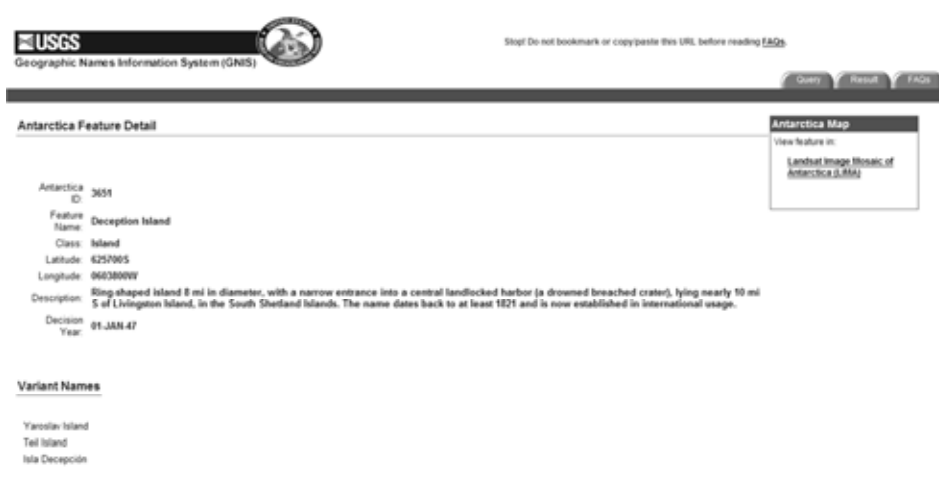 USGS
Geographic Names Information System (GNIS)
Stop! Do not bookmark or copy/paste this URL before reading FAQs.
Query Result FAQs
Antarctica Feature Detail
Antarctica Map
View feature in:
Landsat Image Mosaic of
Antarctica (LIMA)
Antarctica
ID: 3651
Feature
Name: Deception Island
Class: Island
Latitude: 625700S
Longitude: 0603800W
Description: Ring-shaped island 8 mi in diameter, with a narrow entrance into a central landlocked harbor (a drowned breached crater), lying nearly 10 mi
S of Livingston Island, in the South Shetland Islands. The name dates back to at least 1821 and is now established in international usage.
Decision
Year: 01-JAN-47
Variant Names
Yaroslav Island
Teil Island
Isla Decepción